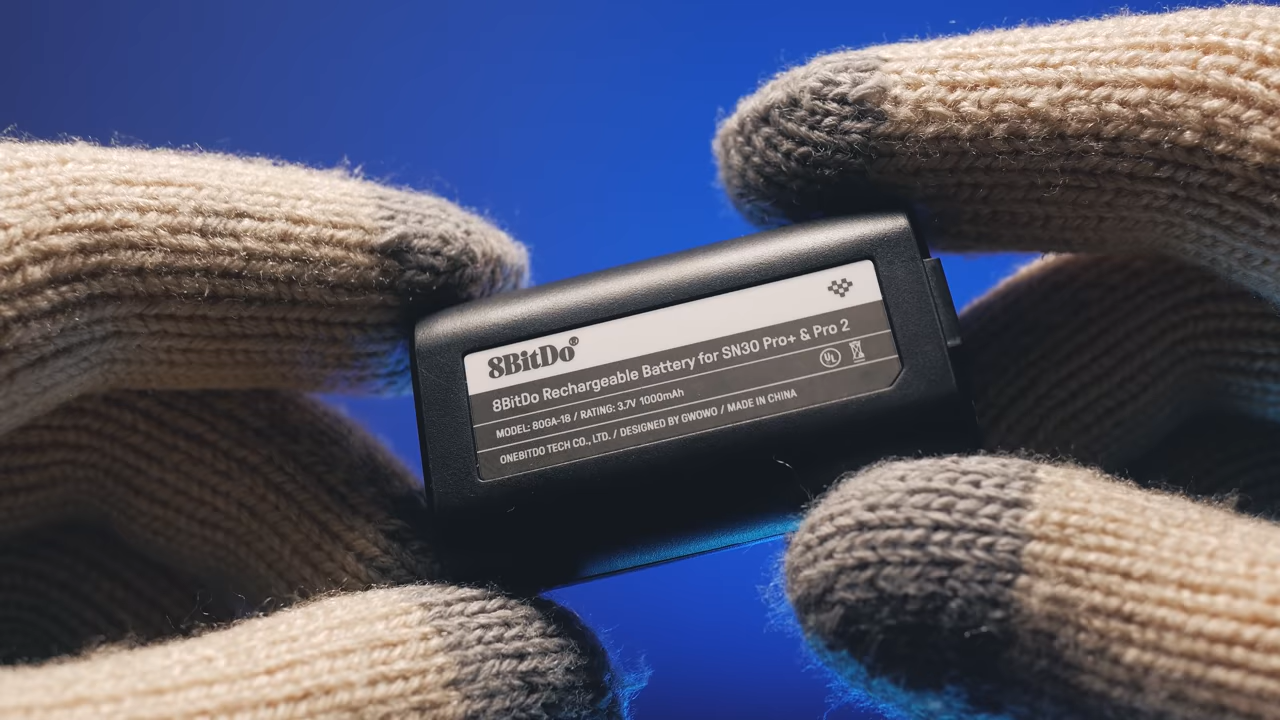 8BitDo®
8BitDo Rechargeable Battery for SN30 Pro+ & Pro 2
MODEL: 80GA-18 / RATING: 3.7V 1000mAh
UL
ONEBITDO TECH CO., LTD. / DESIGNED BY GWOWO / MADE IN CHINA